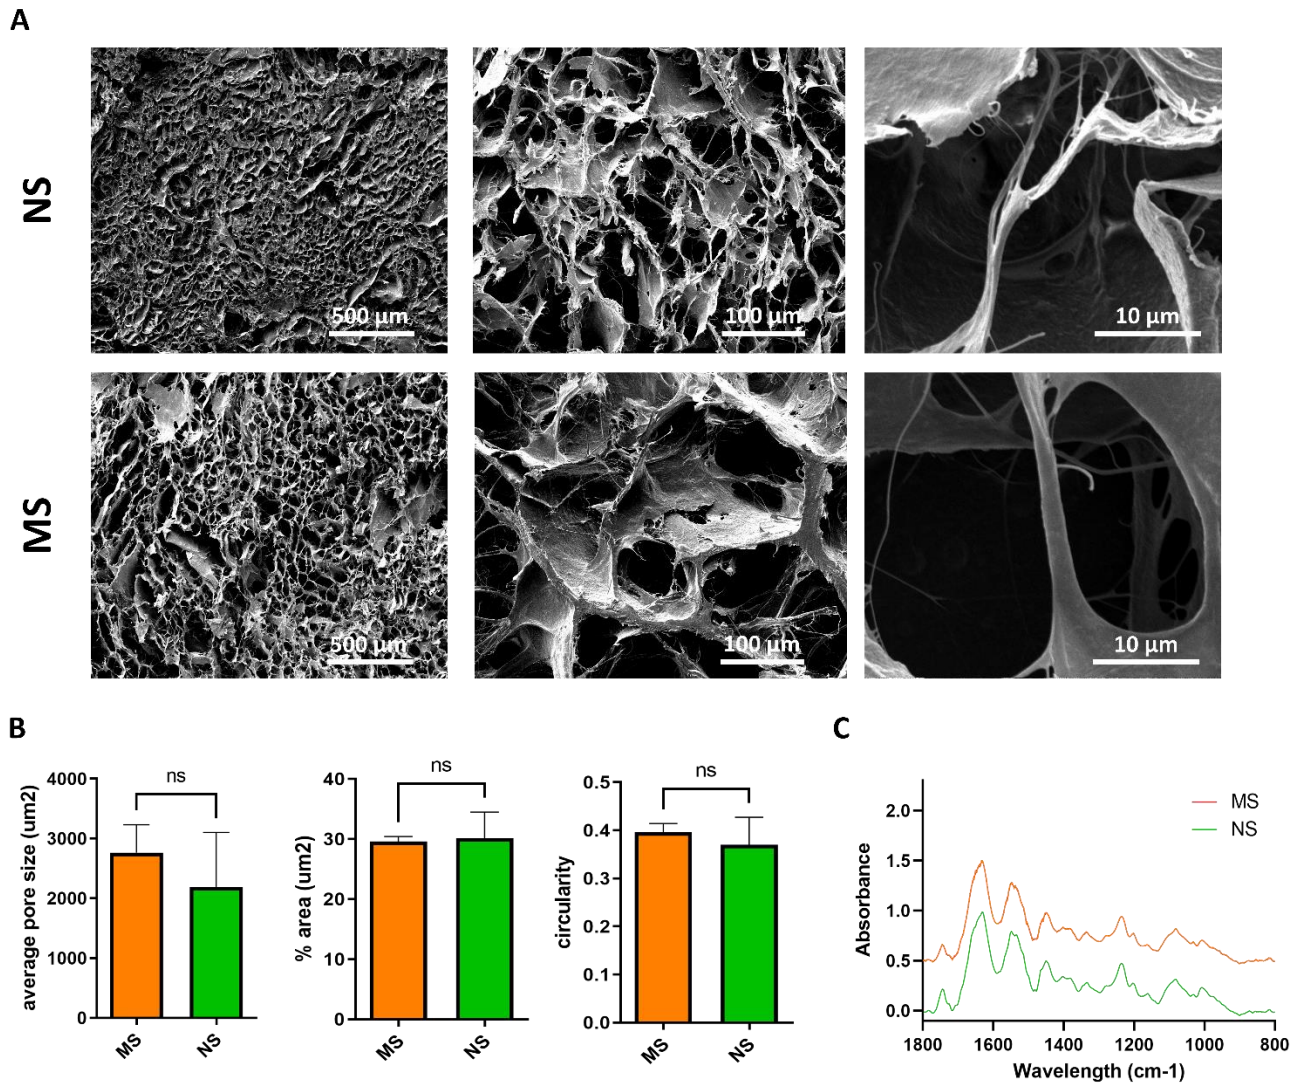 A
NS
500 µm
100 µm
10 µm
MS
500 µm
100 µm
10 µm
B
average pore size (um2)
4000
3000
2000
1000
0
ns
MS
NS
% area (um2)
40
30
20
10
0
ns
MS
NS
circularity
0.5
0.4
0.3
0.2
0.1
0.0
ns
MS
NS
C
Absorbance
2.0
1.5
1.0
0.5
0.0
MS
NS
1800
1600
1400
1200
1000
800
Wavelength (cm-1)